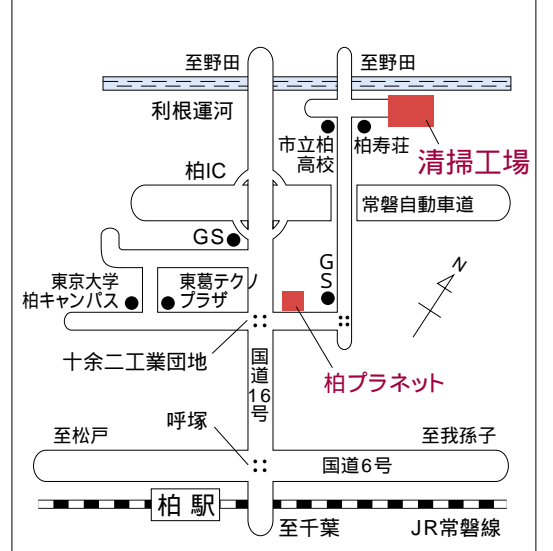 至野田
至野田
利根運河
市立柏
高校
柏寿荘
清掃工場
柏IC
常磐自動車道
GS
GS
N
東京大学
柏キャンパス
東葛テクノ
プラザ
十余二工業団地
国道16号
柏プラネット
呼塚
至松戸
至我孫子
国道6号
柏駅
至千葉
JR常磐線